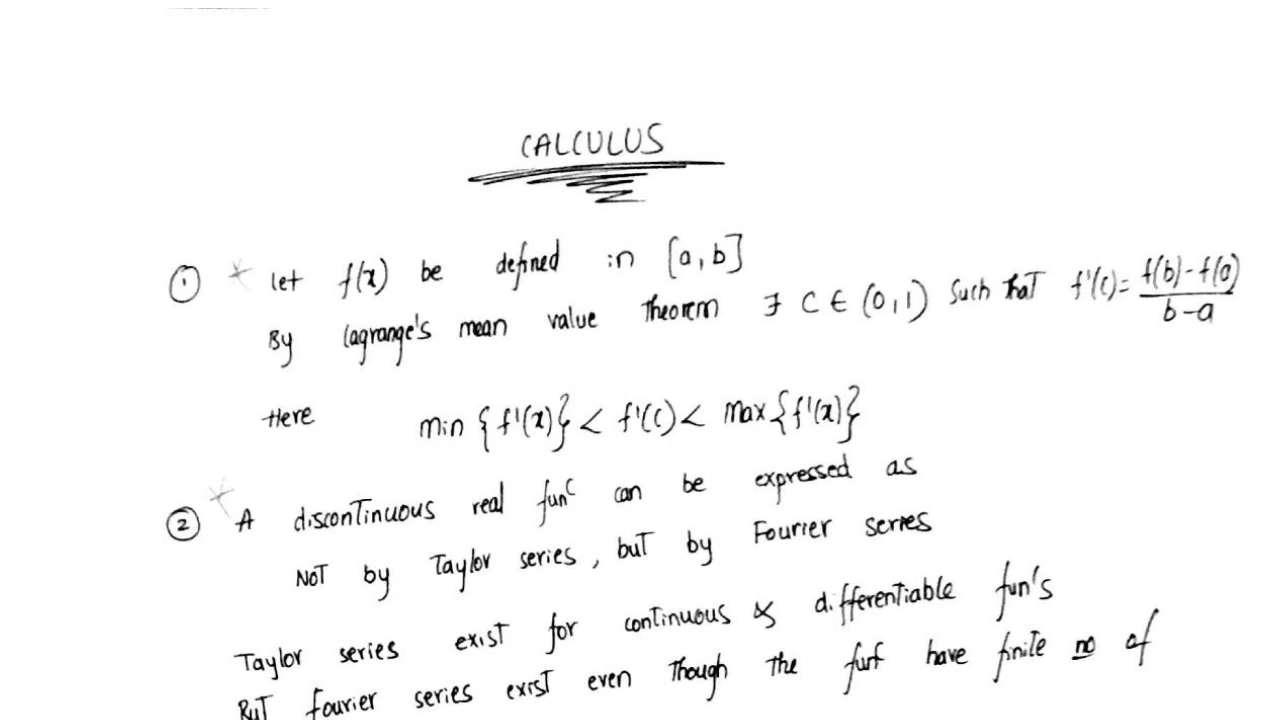 CALCULUS
① * let f(x) be defined in [a,b]
By lagrange's mean value Theorem ∃ C ∈ (0,1) such that f'(c) = f(b)-f(a) / b-a
Here min {f'(x)} < f'(c) < max {f'(x)}
② * A discontinuous real funᶜ can be expressed as
NOT by Taylor series, but by Fourier series
Taylor series exist for continuous & differentiable fun's
BuT fourier series exist even Though the have finite no of